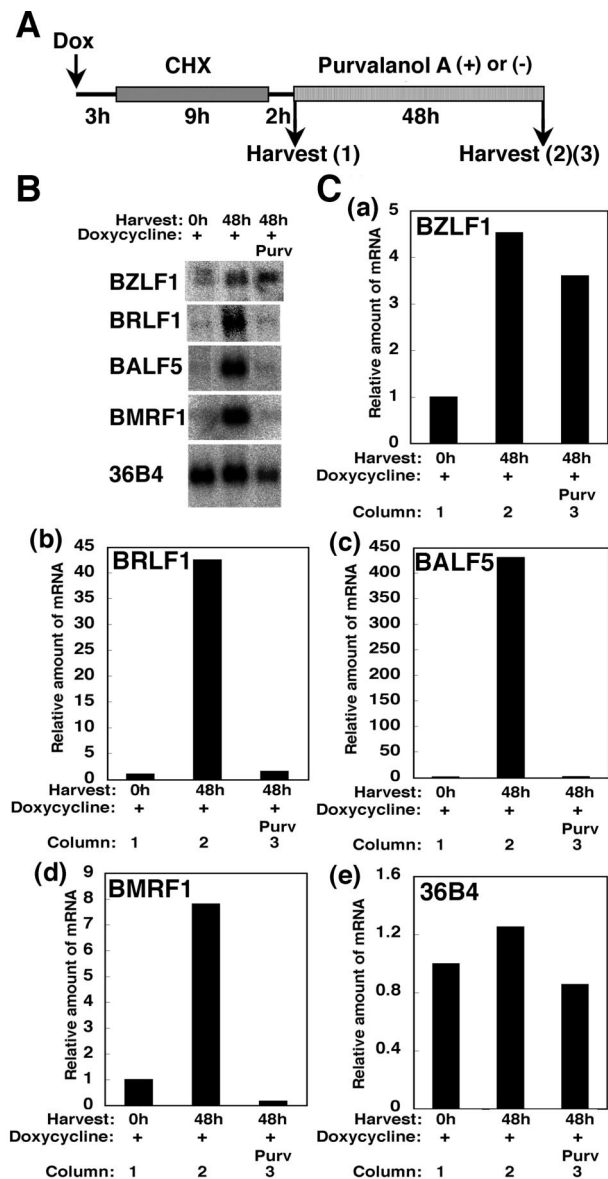 A
Dox
CHX
Purvalanol A (+) or (-)
3h
9h
2h
48h
Harvest (1)
Harvest (2)(3)
B
Harvest: 0h 48h 48h
Doxycycline: + + +
Purv
BZLF1
BRLF1
BALF5
BMRF1
36B4
C
(a)
BZLF1
Relative amount of mRNA
5
4
3
2
1
0
Harvest: 0h 48h 48h
Doxycycline: + + +
Purv
Column: 1 2 3
(b)
BRLF1
Relative amount of mRNA
45
40
35
30
25
20
15
10
5
0
Harvest: 0h 48h 48h
Doxycycline: + + +
Purv
Column: 1 2 3
(c)
BALF5
Relative amount of mRNA
450
400
350
300
250
200
150
100
50
0
Harvest: 0h 48h 48h
Doxycycline: + + +
Purv
Column: 1 2 3
(d)
BMRF1
Relative amount of mRNA
9
8
7
6
5
4
3
2
1
0
Harvest: 0h 48h 48h
Doxycycline: + + +
Purv
Column: 1 2 3
(e)
36B4
Relative amount of mRNA
1.6
1.2
0.8
0.4
0
Harvest: 0h 48h 48h
Doxycycline: + + +
Purv
Column: 1 2 3